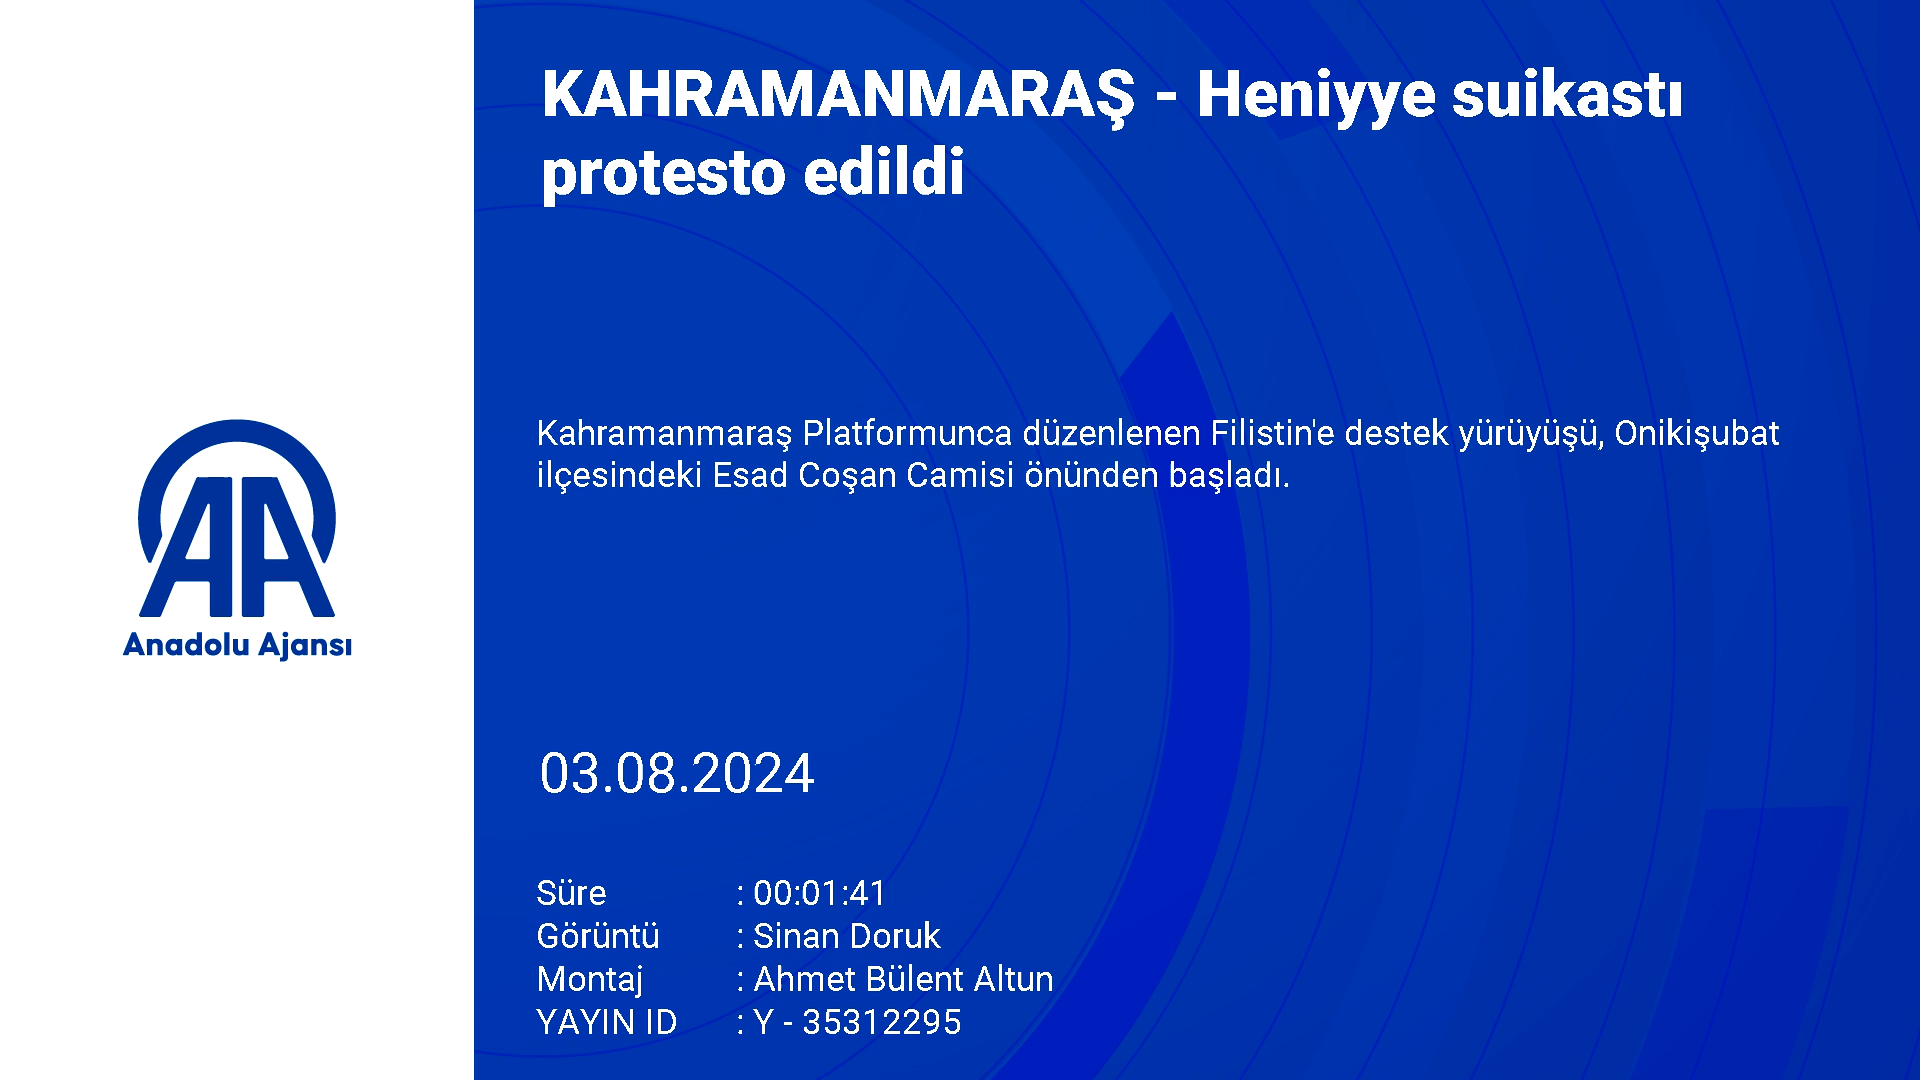 KAHRAMANMARAŞ - Heniyye suikastı
protesto edildi
Kahramanmaraş Platformunca düzenlenen Filistin'e destek yürüyüşü, Onikişubat
ilçesindeki Esad Coşan Camisi önünden başladı.
AA
Anadolu Ajansı
03.08.2024
Süre : 00:01:41
Görüntü : Sinan Doruk
Montaj : Ahmet Bülent Altun
YAYIN ID : Y - 35312295